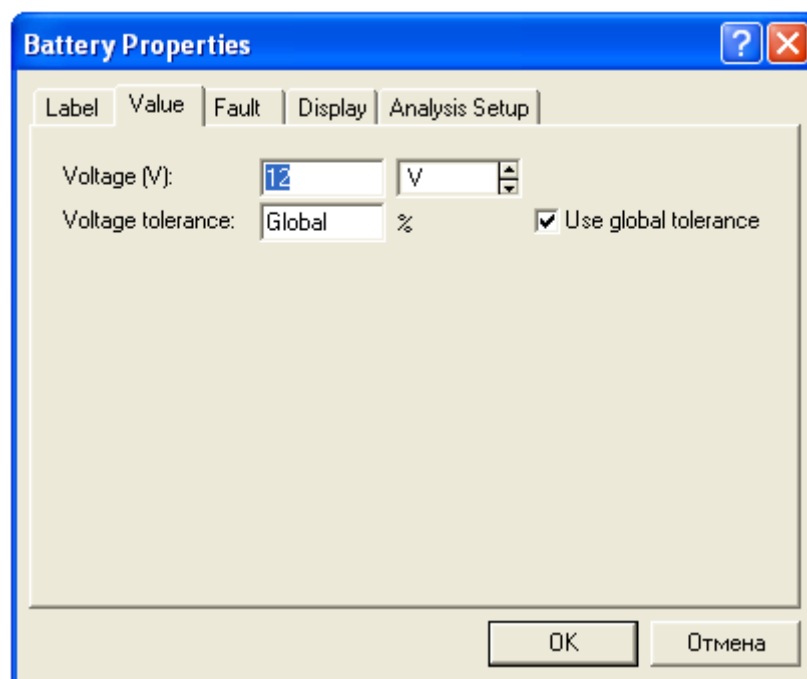 Battery Properties
Label Value Fault Display Analysis Setup
Voltage (V): 12 V
Voltage tolerance: Global % Use global tolerance
OK Отмена